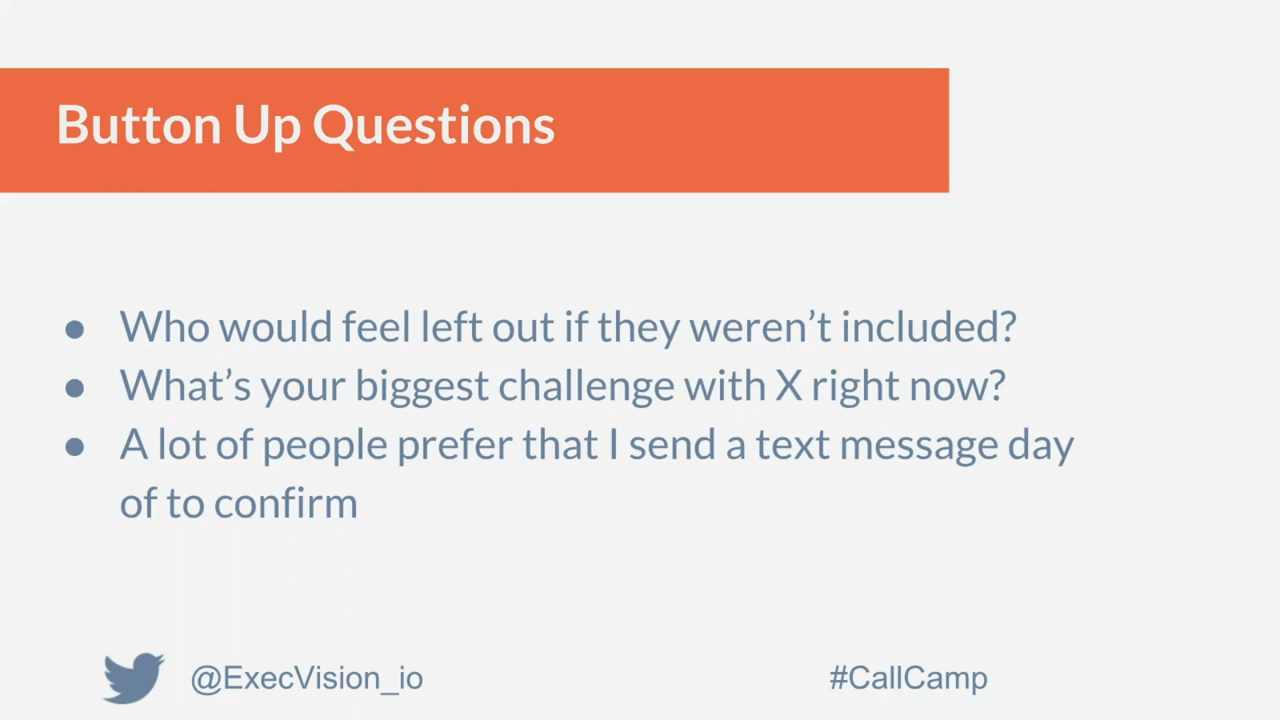 Button Up Questions
● Who would feel left out if they weren’t included?
● What’s your biggest challenge with X right now?
● A lot of people prefer that I send a text message day
of to confirm
@ExecVision_io
#CallCamp